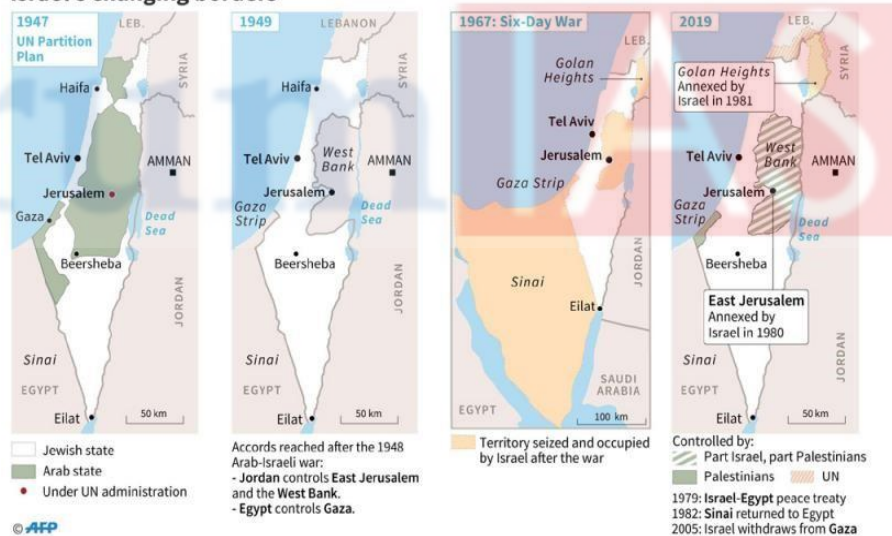 1947
UN Partition
Plan
LEB.
SYRIA
Haifa
Tel Aviv
AMMAN
Jerusalem
Gaza
Dead
Sea
Beersheba
JORDAN
Sinai
EGYPT
Eilat
50 km
Jewish state
Arab state
Under UN administration
© AFP
1949
LEBANON
SYRIA
Haifa
Tel Aviv
West
Bank
AMMAN
Jerusalem
Gaza
Strip
Dead
Sea
Beersheba
JORDAN
Sinai
EGYPT
Eilat
50 km
Accords reached after the 1948
Arab-Israeli war:
- Jordan controls East Jerusalem
and the West Bank.
- Egypt controls Gaza.
1967: Six-Day War
LEB.
Golan
Heights
Tel Aviv
Jerusalem
Gaza Strip
Sinai
JORDAN
Eilat
SAUDI
ARABIA
EGYPT
100 km
Territory seized and occupied
by Israel after the war
2019
LEB.
SYRIA
Golan Heights
Annexed by
Israel in 1981
Tel Aviv
West
Bank
AMMAN
Jerusalem
Gaza
Strip
Dead
Sea
Beersheba
East Jerusalem
Annexed by
Israel in 1980
JORDAN
Sinai
EGYPT
Eilat
50 km
Controlled by:
Part Israel, part Palestinians
Palestinians
UN
1979: Israel-Egypt peace treaty
1982: Sinai returned to Egypt
2005: Israel withdraws from Gaza